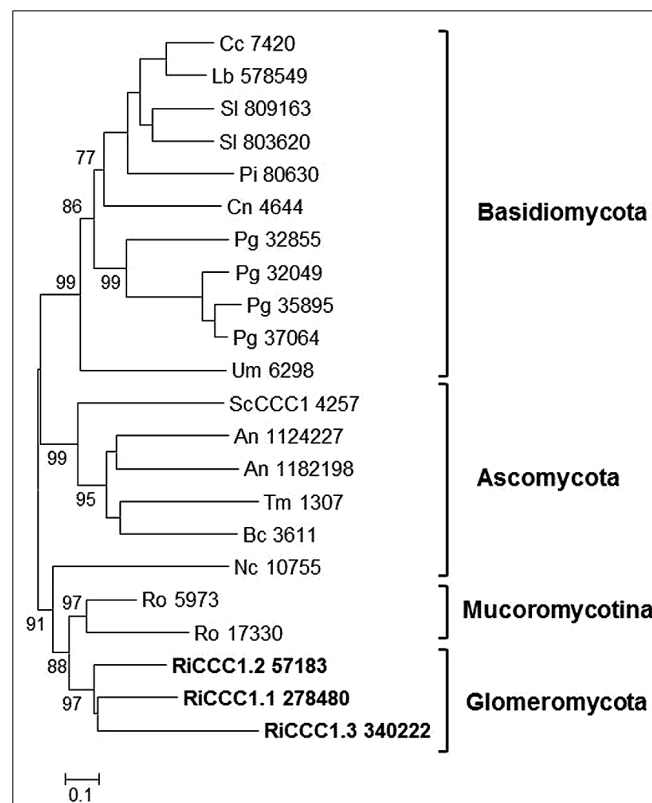 Cc 7420
Lb 578549
Sl 809163
Sl 803620
77
Pi 80630
86
Cn 4644
Basidiomycota
Pg 32855
99
99
Pg 32049
Pg 35895
Pg 37064
Um 6298
ScCCC1 4257
An 1124227
99
An 1182198
Ascomycota
95
Tm 1307
Bc 3611
Nc 10755
97
Ro 5973
Mucoromycotina
91
Ro 17330
88
RiCCC1.2 57183
97
RiCCC1.1 278480
Glomeromycota
RiCCC1.3 340222
0.1